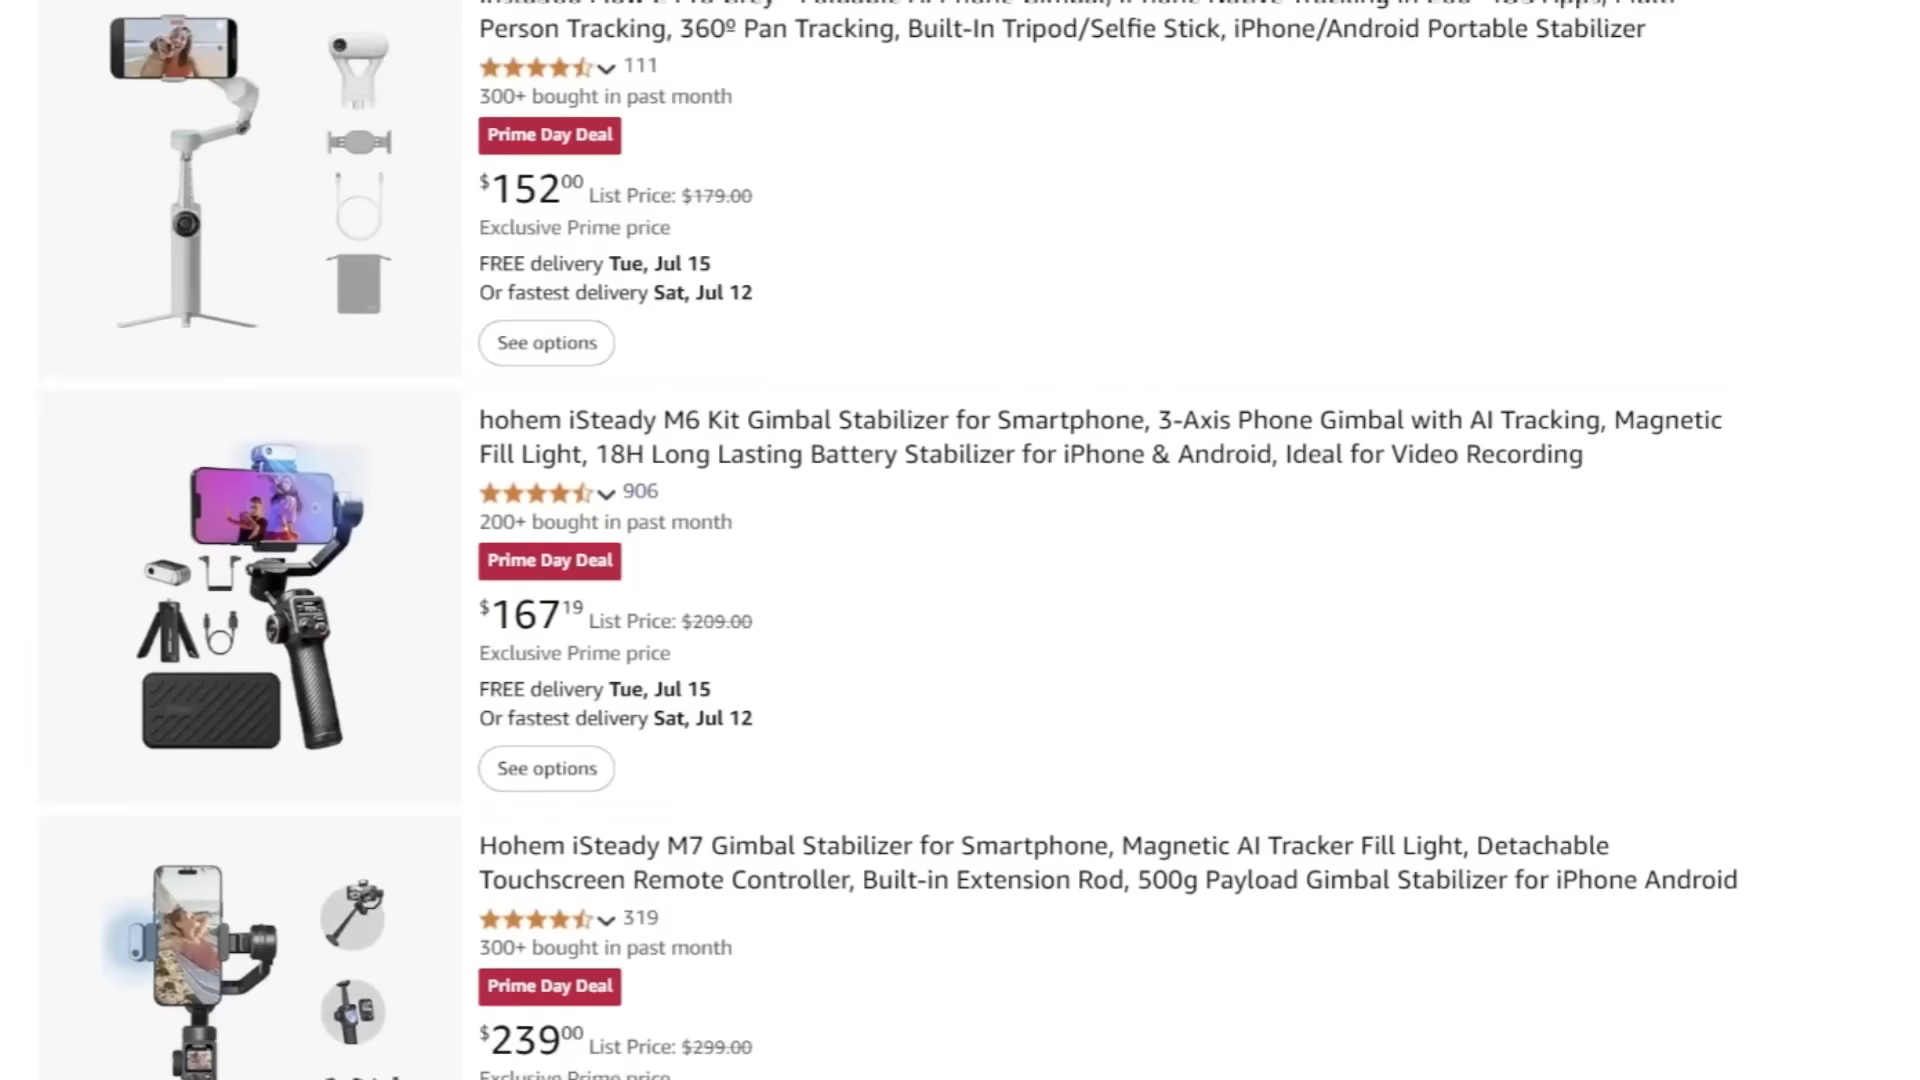 Person Tracking, 360º Pan Tracking, Built-In Tripod/Selfie Stick, iPhone/Android Portable Stabilizer
111
300+ bought in past month
Prime Day Deal
$15200 List Price: $179.00
Exclusive Prime price
FREE delivery Tue, Jul 15
Or fastest delivery Sat, Jul 12
See options
hohem iSteady M6 Kit Gimbal Stabilizer for Smartphone, 3-Axis Phone Gimbal with AI Tracking, Magnetic
Fill Light, 18H Long Lasting Battery Stabilizer for iPhone & Android, Ideal for Video Recording
906
200+ bought in past month
Prime Day Deal
$16719 List Price: $209.00
Exclusive Prime price
FREE delivery Tue, Jul 15
Or fastest delivery Sat, Jul 12
See options
Hohem iSteady M7 Gimbal Stabilizer for Smartphone, Magnetic AI Tracker Fill Light, Detachable
Touchscreen Remote Controller, Built-in Extension Rod, 500g Payload Gimbal Stabilizer for iPhone Android
319
300+ bought in past month
Prime Day Deal
$23900 List Price: $299.00
Exclusive Prime price